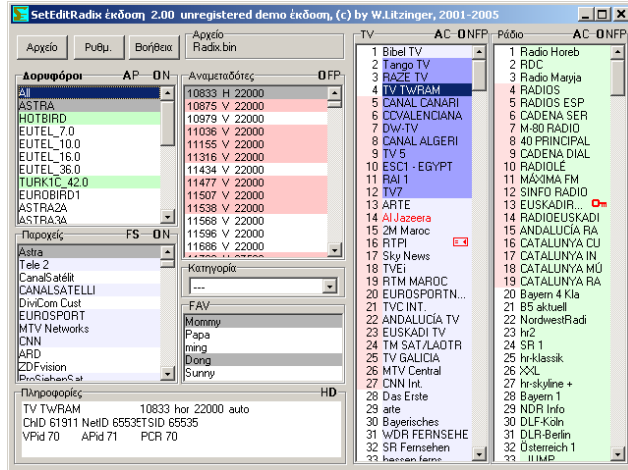 SetEditRadix έκδοση 2.00 unregistered demo έκδοση, (c) by W.Litzinger, 2001-2005
Αρχείο
Ρυθμ.
Βοήθεια
Αρχείο
Radix.bin
Δορυφόροι AP ON
All
ASTRA
HOTBIRD
EUTEL_7.0
EUTEL_10.0
EUTEL_16.0
EUTEL_36.0
TURK1C_42.0
EUROBIRD1
ASTRA2A
ASTRA3A
Αναμεταδότες OFP
10833 H 22000
10875 V 22000
10979 V 22000
11036 V 22000
11155 V 22000
11316 V 22000
11434 V 22000
11477 V 22000
11507 V 22000
11538 V 22000
11568 V 22000
11596 V 22000
11686 V 22000
Παροχείς FS ON
Astra
Tele 2
CanalSatélit
CANALSATELLI
DiviCom Cust
EUROSPORT
MTV Networks
CNN
ARD
ZDFvision
ProSiebenSat
Κατηγορία
---
FAV
Mommy
Papa
ming
Dong
Sunny
Πληροφορίες HD
TV TWRAM 10833 hor 22000 auto
ChID 61911 NetID 65535TSID 65535
VPid 70 APid 71 PCR 70
TV AC ONFP
1 Bibel TV
2 Tango TV
3 RAZE TV
4 TV TWRAM
5 CANAL CANARI
6 CCVALENCIANA
7 DW-TV
8 CANAL ALGERI
9 TV 5
10 ESC1 - EGYPT
11 RAI 1
12 TV7
13 ARTE
14 Al Jazeera
15 2M Maroc
16 RTPI
17 Sky News
18 TVEi
19 RTM MAROC
20 EUROSPORTN...
21 TVC INT.
22 ANDALUCÍA TV
23 EUSKADI TV
24 TM SAT/LAOTR
25 TV GALICIA
26 MTV Central
27 CNN Int.
28 Das Erste
29 arte
30 Bayerisches
31 WDR FERNSEHE
32 SR Fernsehen
33 hessen ferns
Ράδιο AC ONFP
1 Radio Horeb
2 RDC
3 Radio Maryja
4 RADIOS
5 RADIOS ESP
6 CADENA SER
7 M-80 RADIO
8 40 PRINCIPAL
9 CADENA DIAL
10 RADIOLÉ
11 MÁXIMA FM
12 SINFO RADIO
13 EUSKADIR...
14 RADIOEUSKADI
15 ANDALUCÍA RA
16 CATALUNYA CU
17 CATALUNYA IN
18 CATALUNYA MÚ
19 CATALUNYA RA
20 Bayern 4 Kla
21 B5 aktuell
22 NordwestRadi
23 hr2
24 SR 1
25 hr-klassik
26 XXL
27 hr-skyline +
28 Bayern 1
29 NDR Info
30 DLF-Köln
31 DLR-Berlin
32 Österreich 1
33 JUMP